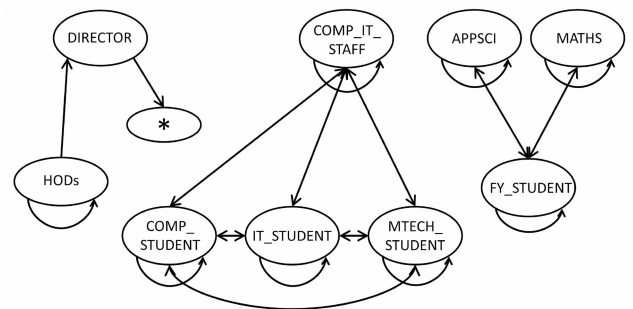 DIRECTOR
COMP_IT_
STAFF
APPSCI
MATHS
*
HODs
FY_STUDENT
COMP_
STUDENT
IT_STUDENT
MTECH_
STUDENT